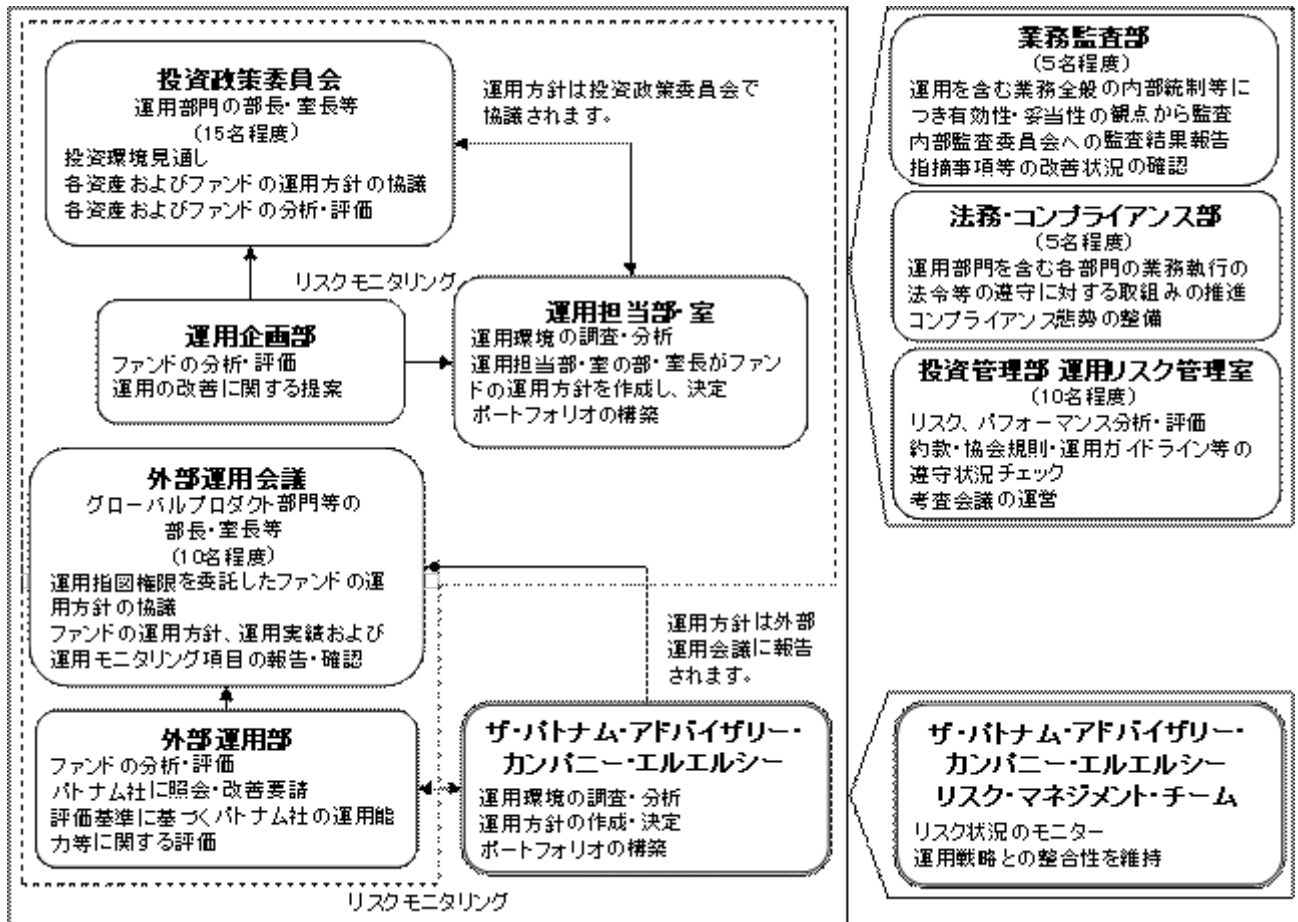 投資政策委員会
運用部門の部長・室長等
(15名程度)
投資環境見通し
各資産およびファンドの運用方針の協議
各資産およびファンドの分析・評価
運用方針は投資政策委員会で
協議されます。
リスクモニタリング
運用企画部
ファンドの分析・評価
運用の改善に関する提案
運用担当部・室
運用環境の調査・分析
運用担当部・室の部・室長がファン
ドの運用方針を作成し、決定
ポートフォリオの構築
外部運用会議
グローバルプロダクト部門等の
部長・室長等
(10名程度)
運用指図権限を委託したファンドの運
用方針の協議
ファンドの運用方針、運用実績および
運用モニタリング項目の報告・確認
運用方針は外部
運用会議に報告
されます。
外部運用部
ファンドの分析・評価
パトナム社に照会・改善要請
評価基準に基づくパトナム社の運用能
力等に関する評価
ザ・パトナム・アドバイザリー・
カンパニー・エルエルシー
運用環境の調査・分析
運用方針の作成・決定
ポートフォリオの構築
リスクモニタリング
業務監査部
(5名程度)
運用を含む業務全般の内部統制等に
つき有効性・妥当性の観点から監査
内部監査委員会への監査結果報告
指摘事項等の改善状況の確認
法務・コンプライアンス部
(5名程度)
運用部門を含む各部門の業務執行の
法令等の遵守に対する取組みの推進
コンプライアンス態勢の整備
投資管理部 運用リスク管理室
(10名程度)
リスク、パフォーマンス分析・評価
約款・協会規則・運用ガイドライン等の
遵守状況チェック
考査会議の運営
ザ・パトナム・アドバイザリー・
カンパニー・エルエルシー
リスク・マネジメント・チーム
リスク状況のモニター
運用戦略との整合性を維持